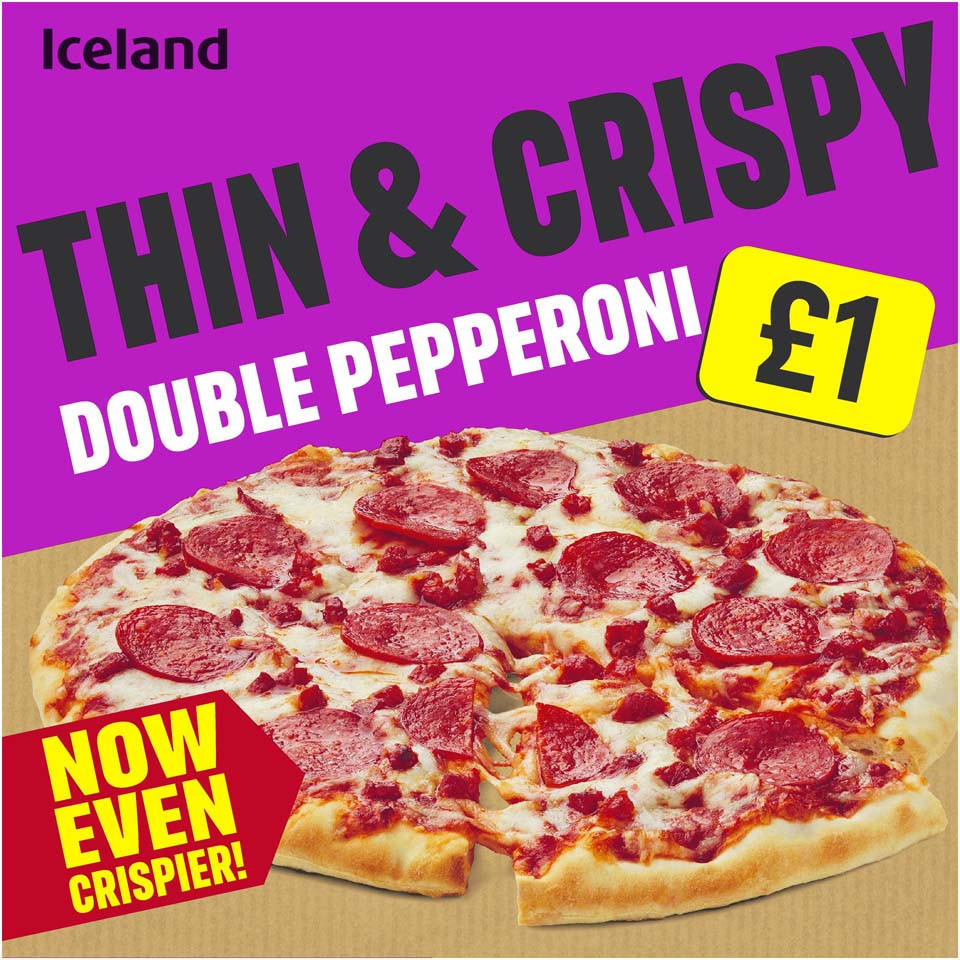 Iceland
THIN & CRISPY
DOUBLE PEPPERONI
£1
NOW
EVEN
CRISPIER!